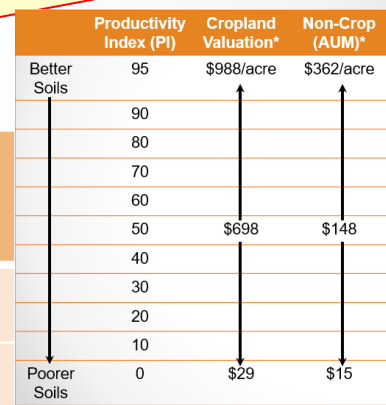 Productivity Index (PI) Cropland Valuation* Non-Crop (AUM)*
Better Soils 95 $988/acre $362/acre
90
80
70
60
50 $698 $148
40
30
20
10
Poorer Soils 0 $29 $15